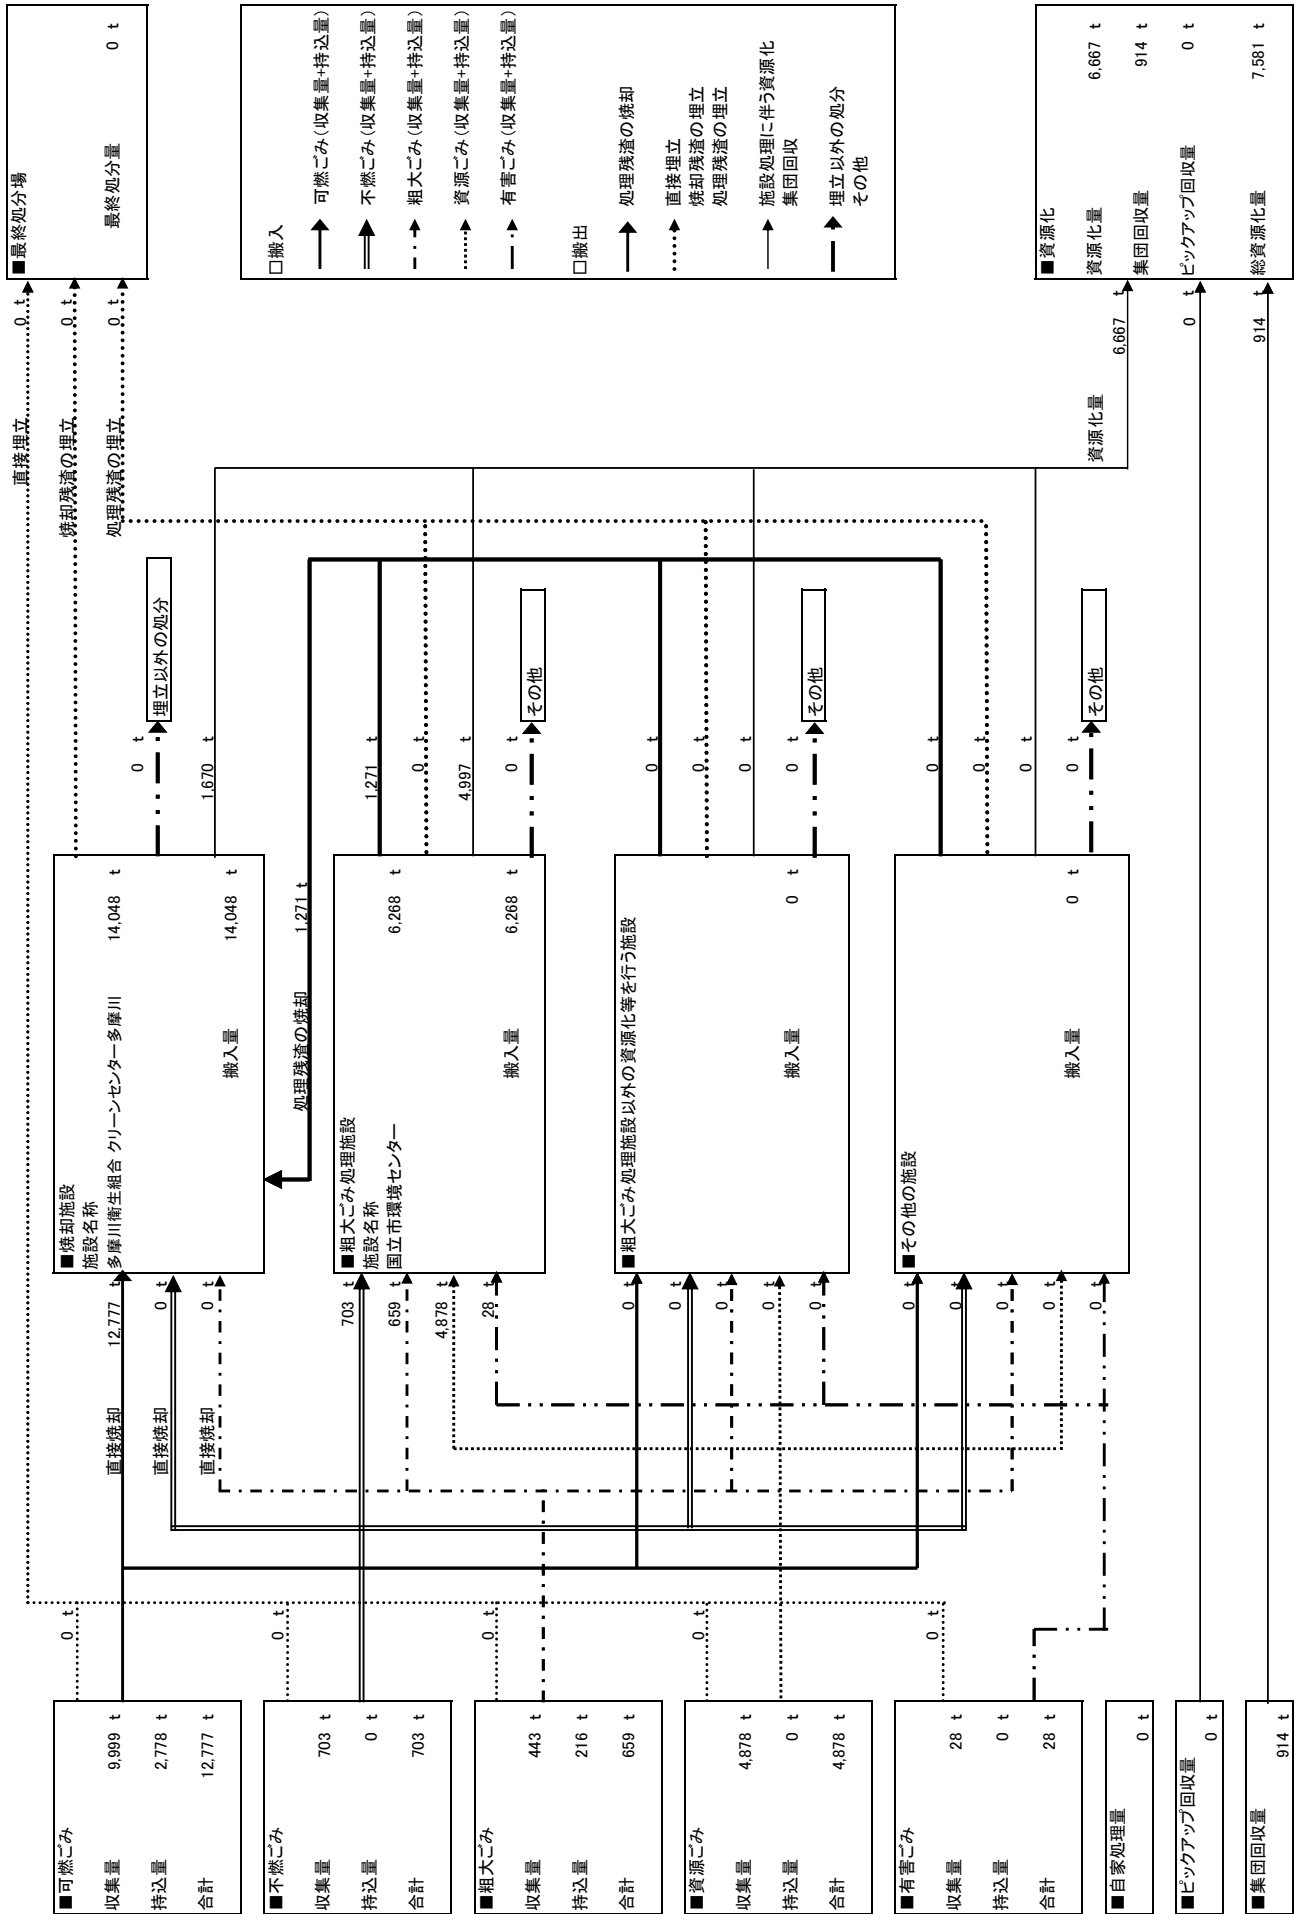 ■可燃ごみ
収集量 9,999 t
持込量 2,778 t
合計 12,777 t
■不燃ごみ
収集量 703 t
持込量 0 t
合計 703 t
■粗大ごみ
収集量 443 t
持込量 216 t
合計 659 t
■資源ごみ
収集量 4,878 t
持込量 0 t
合計 4,878 t
■有害ごみ
収集量 28 t
持込量 0 t
合計 28 t
■自家処理量
0 t
■ピックアップ回収量
0 t
■集団回収量
914 t
0 t
0 t
0 t
0 t
0 t
直接焼却 12,777 t
直接焼却 0 t
直接焼却 0 t
703 t
659 t
4,878 t
28 t
0 t
0 t
0 t
0 t
0 t
0 t
0 t
0 t
0 t
0 t
■焼却施設
施設名称
多摩川衛生組合 クリーンセンター多摩川 14,048 t
搬入量 14,048 t
処理残渣の焼却 1,271 t
■粗大ごみ処理施設
施設名称
国立市環境センター 6,268 t
搬入量 6,268 t
■粗大ごみ処理施設以外の資源化等を行う施設
搬入量 0 t
■その他の施設
搬入量 0 t
0 t
埋立以外の処分
1,670 t
1,271 t
0 t
4,997 t
0 t
その他
0 t
0 t
0 t
0 t
その他
0 t
0 t
0 t
0 t
その他
直接埋立 0 t
焼却残渣の埋立 0 t
処理残渣の埋立 0 t
資源化量 6,667 t
0 t
914 t
■最終処分場
最終処分量 0 t
□搬入
可燃ごみ(収集量+持込量)
不燃ごみ(収集量+持込量)
粗大ごみ(収集量+持込量)
資源ごみ(収集量+持込量)
有害ごみ(収集量+持込量)
□搬出
処理残渣の焼却
直接埋立
焼却残渣の埋立
処理残渣の埋立
施設処理に伴う資源化
集団回収
埋立以外の処分
その他
■資源化
資源化量 6,667 t
集団回収量 914 t
ピックアップ回収量 0 t
総資源化量 7,581 t